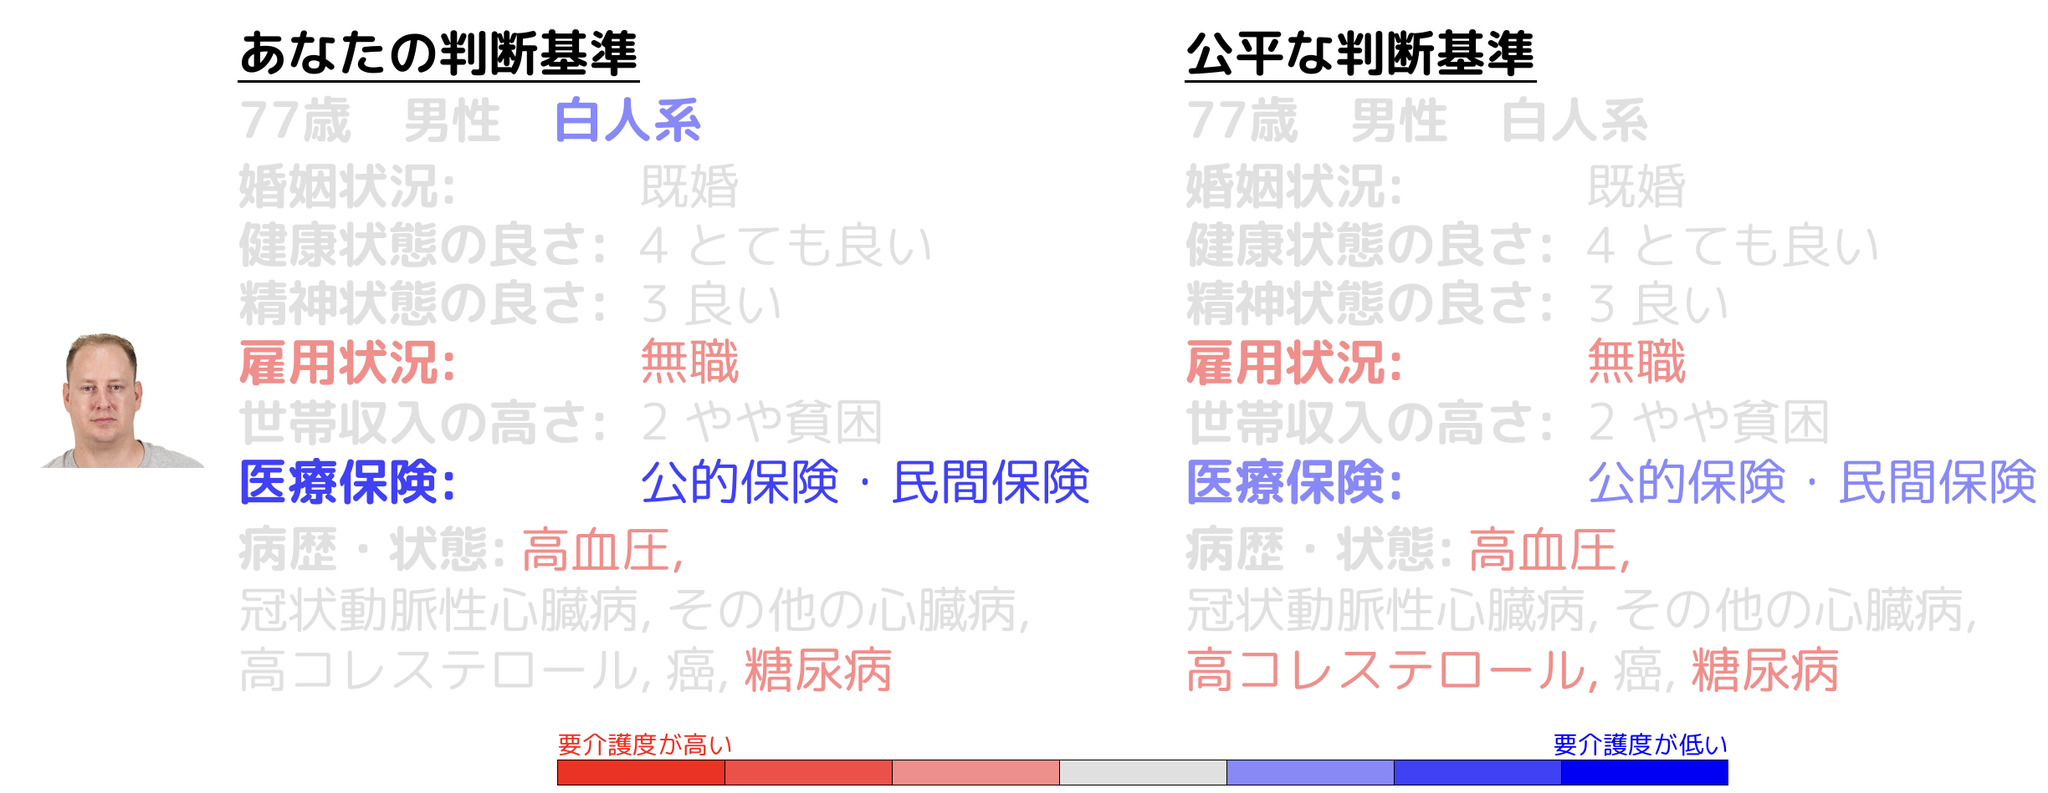 あなたの判断基準
77歳 男性 白人系
婚姻状況: 既婚
健康状態の良さ: 4 とても良い
精神状態の良さ: 3 良い
雇用状況: 無職
世帯収入の高さ: 2 やや貧困
医療保険: 公的保険・民間保険
病歴・状態: 高血圧,
冠状動脈性心臓病, その他の心臓病,
高コレステロール, 癌, 糖尿病
公平な判断基準
77歳 男性 白人系
婚姻状況: 既婚
健康状態の良さ: 4 とても良い
精神状態の良さ: 3 良い
雇用状況: 無職
世帯収入の高さ: 2 やや貧困
医療保険: 公的保険・民間保険
病歴・状態: 高血圧,
冠状動脈性心臓病, その他の心臓病,
高コレステロール, 癌, 糖尿病
要介護度が高い
要介護度が低い